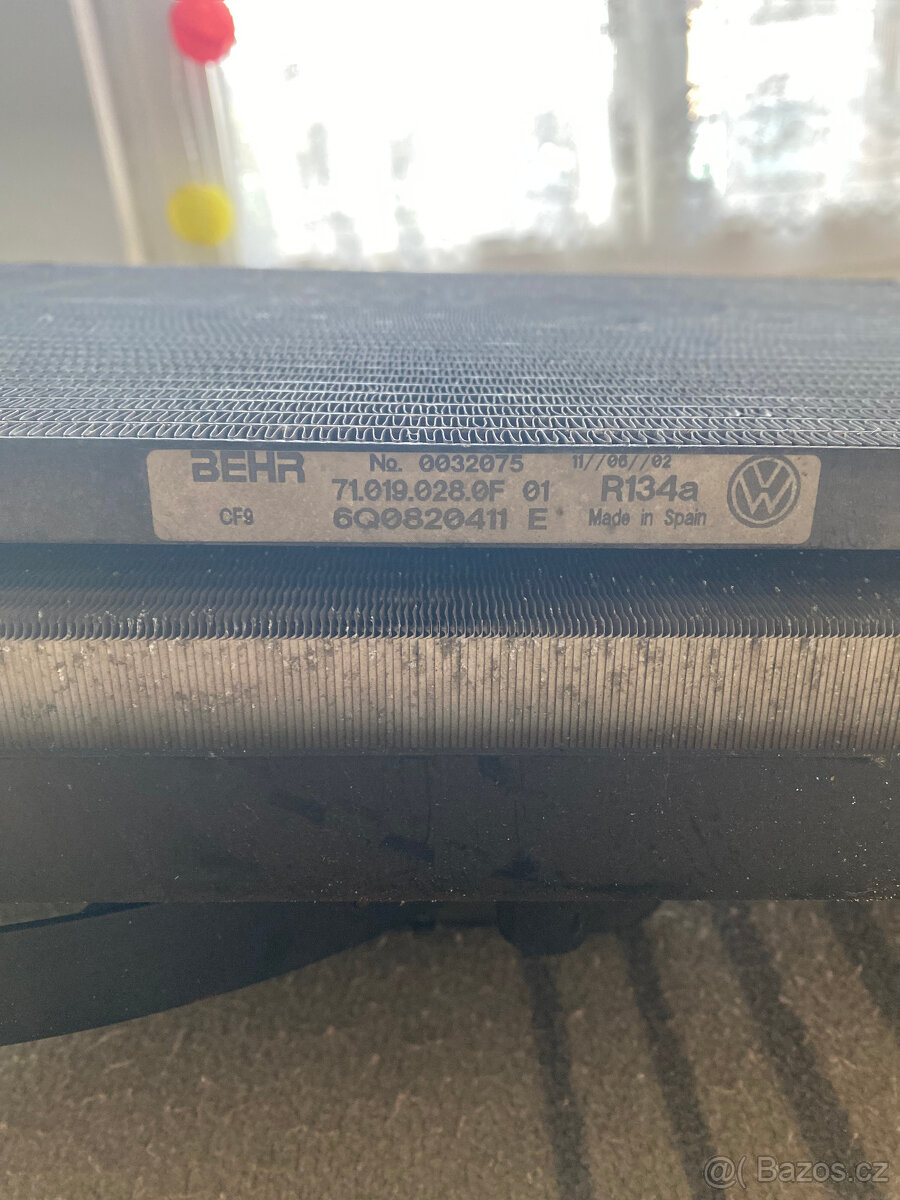 BEHR No. 0032075 11//06//02
71.019.028.0F 01 R134a
CF9 6Q0820411 E Made in Spain
VW
@( Bazos.cz